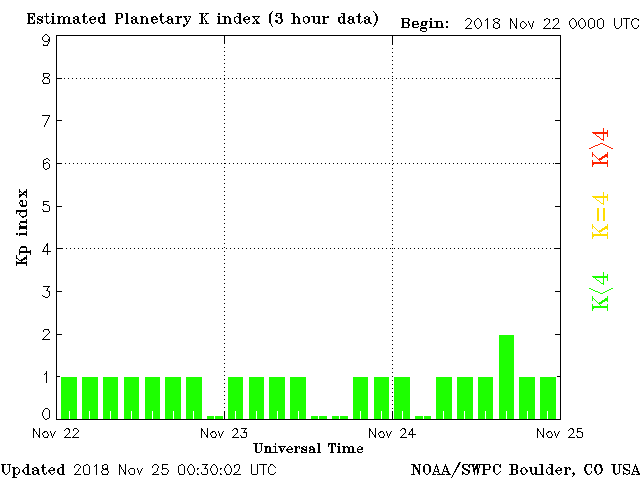 Estimated Planetary K index (3 hour data) Begin: 2018 Nov 22 0000 UTC
9
8
7
6
5
4
3
2
1
0
Kp index
K>4
K=4
K<4
Nov 22 Nov 23 Nov 24 Nov 25
Universal Time
Updated 2018 Nov 25 00:30:02 UTC NOAA/SWPC Boulder, CO USA